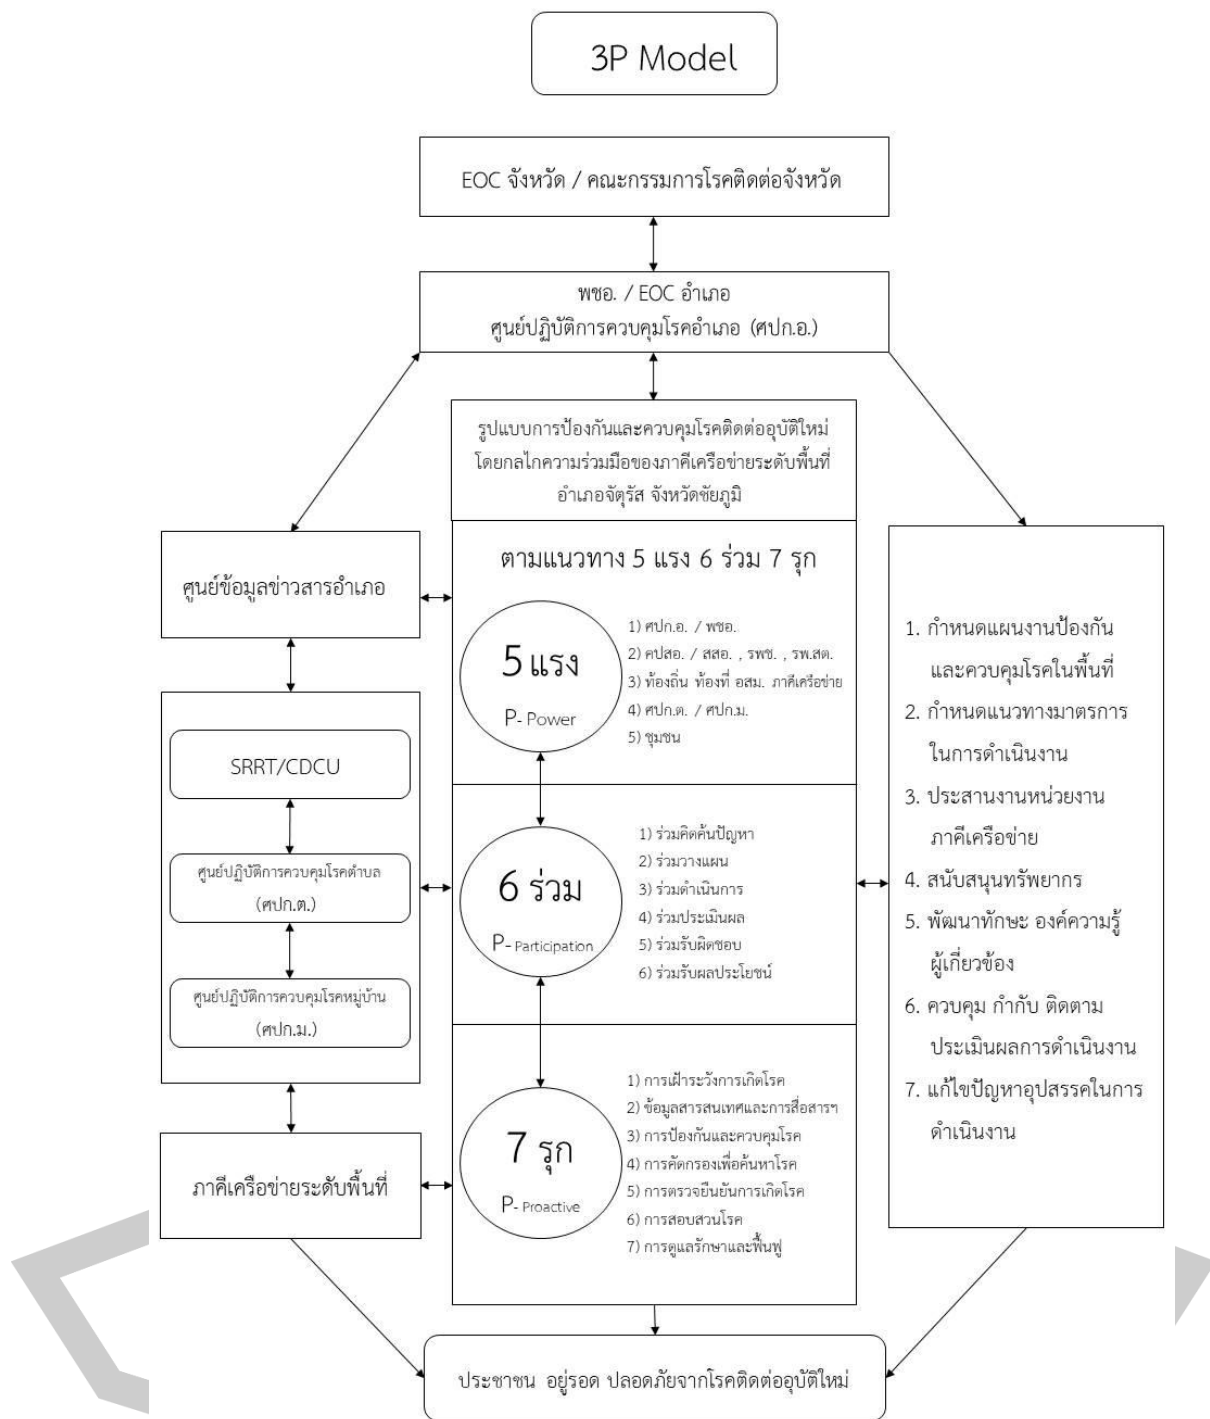 3P Model
EOC จังหวัด / คณะกรรมการโรคติดต่อจังหวัด
พชอ. / EOC อำเภอ
ศูนย์ปฏิบัติการควบคุมโรคอำเภอ (ศปก.อ.)
รูปแบบการป้องกันและควบคุมโรคติดต่ออุบัติใหม่
โดยกลไกความร่วมมือของภาคีเครือข่ายระดับพื้นที่
อำเภอจัตุรัส จังหวัดชัยภูมิ
ศูนย์ข้อมูลข่าวสารอำเภอ
SRRT/CDCU
ศูนย์ปฏิบัติการควบคุมโรคตำบล
(ศปก.ต.)
ศูนย์ปฏิบัติการควบคุมโรคหมู่บ้าน
(ศปก.ม.)
ภาคีเครือข่ายระดับพื้นที่
ตามแนวทาง 5 แรง 6 ร่วม 7 รุก
5 แรง
P- Power
1) ศปก.อ. / พชอ.
2) คปสอ. / สสอ. , รพช. , รพ.สต.
3) ท้องถิ่น ท้องที่ อสม. ภาคีเครือข่าย
4) ศปก.ต. / ศปก.ม.
5) ชุมชน
6 ร่วม
P- Participation
1) ร่วมคิดค้นปัญหา
2) ร่วมวางแผน
3) ร่วมดำเนินการ
4) ร่วมประเมินผล
5) ร่วมรับผิดชอบ
6) ร่วมรับผลประโยชน์
7 รุก
P- Proactive
1) การเฝ้าระวังการเกิดโรค
2) ข้อมูลสารสนเทศและการสื่อสารฯ
3) การป้องกันและควบคุมโรค
4) การคัดกรองเพื่อค้นหาโรค
5) การตรวจยืนยันการเกิดโรค
6) การสอบสวนโรค
7) การดูแลรักษาและฟื้นฟู
1. กำหนดแผนงานป้องกัน
และควบคุมโรคในพื้นที่
2. กำหนดแนวทางมาตรการ
ในการดำเนินงาน
3. ประสานงานหน่วยงาน
ภาคีเครือข่าย
4. สนับสนุนทรัพยากร
5. พัฒนาทักษะ องค์ความรู้
ผู้เกี่ยวข้อง
6. ควบคุม กำกับ ติดตาม
ประเมินผลการดำเนินงาน
7. แก้ไขปัญหาอุปสรรคในการ
ดำเนินงาน
ประชาชน อยู่รอด ปลอดภัยจากโรคติดต่ออุบัติใหม่